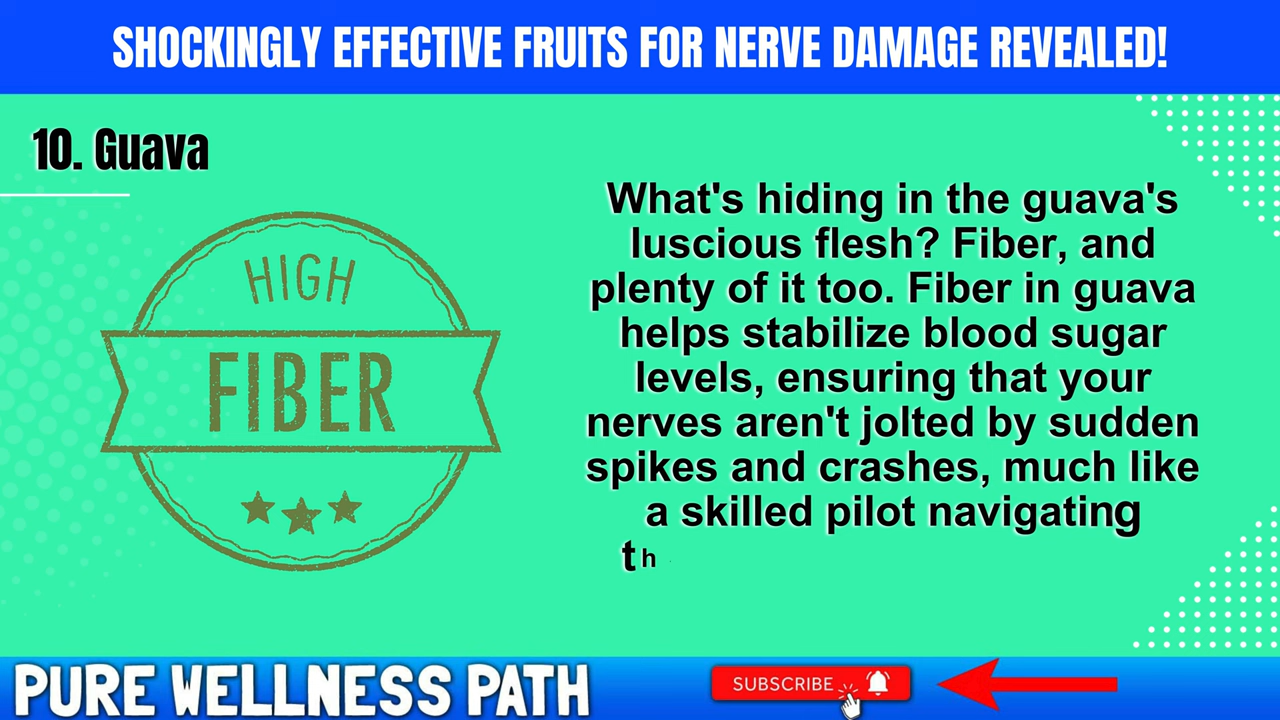 SHOCKINGLY EFFECTIVE FRUITS FOR NERVE DAMAGE REVEALED!
10. Guava
HIGH
FIBER
What's hiding in the guava's
luscious flesh? Fiber, and
plenty of it too. Fiber in guava
helps stabilize blood sugar
levels, ensuring that your
nerves aren't jolted by sudden
spikes and crashes, much like
a skilled pilot navigating
th
PURE WELLNESS PATH
SUBSCRIBE